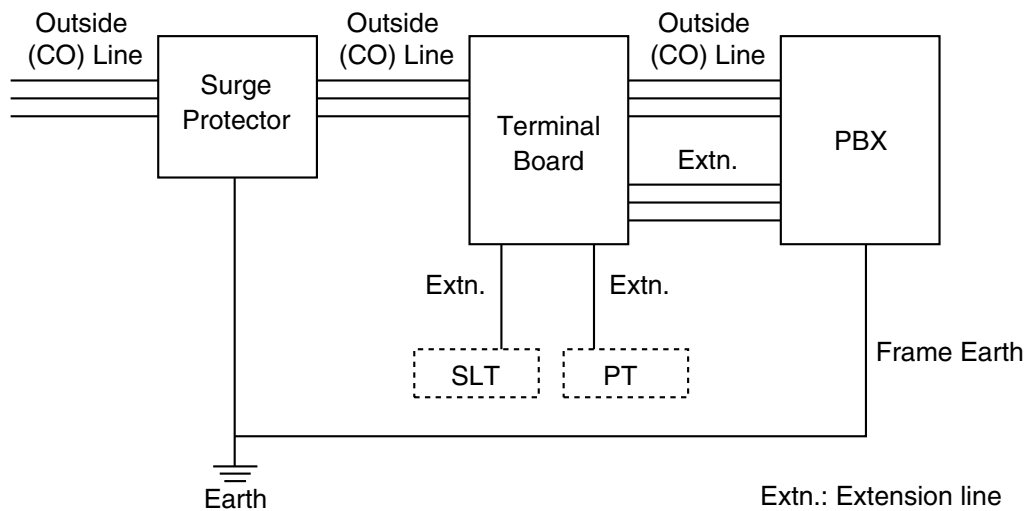 Outside
(CO) Line
Outside
(CO) Line
Outside
(CO) Line
Surge
Protector
Terminal
Board
PBX
Extn.
Extn.
Extn.
SLT
PT
Frame Earth
Earth
Extn.: Extension line